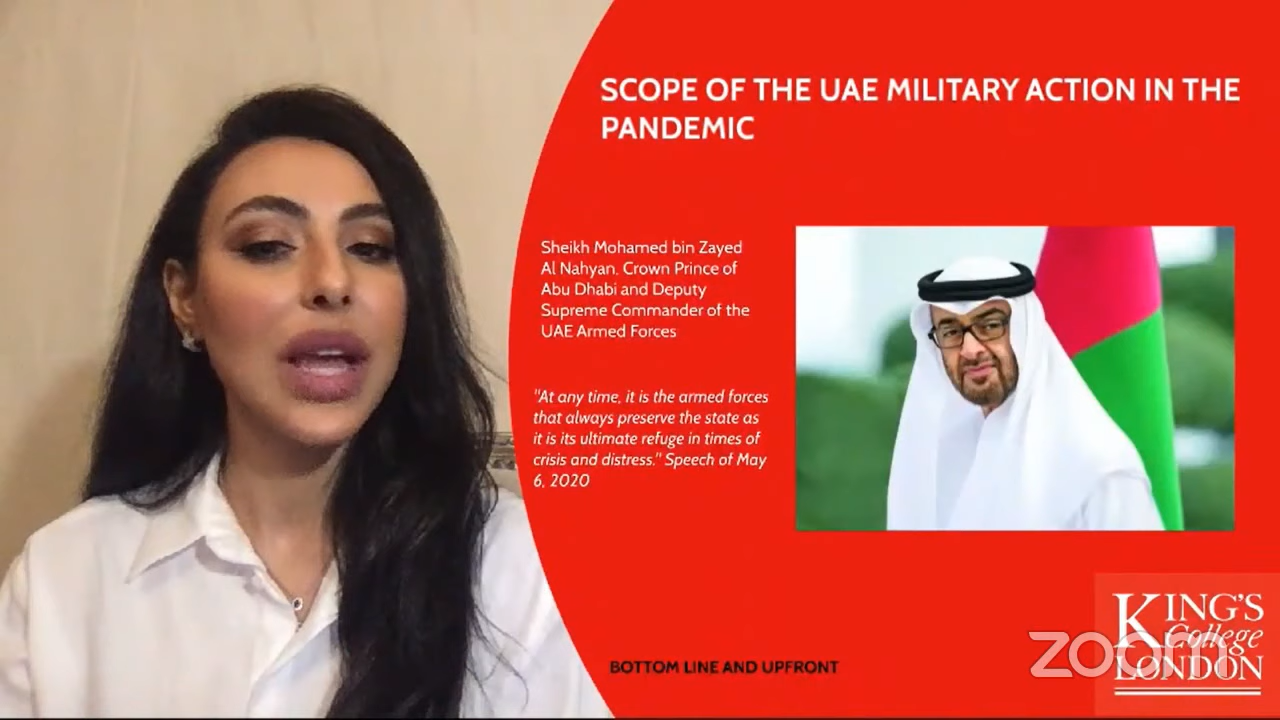 SCOPE OF THE UAE MILITARY ACTION IN THE
PANDEMIC
Sheikh Mohamed bin Zayed
Al Nahyan, Crown Prince of
Abu Dhabi and Deputy
Supreme Commander of the
UAE Armed Forces
"At any time, it is the armed forces
that always preserve the state as
it is its ultimate refuge in times of
crisis and distress." Speech of May
6, 2020
BOTTOM LINE AND UPFRONT
KING'S
College
LONDON
zoom